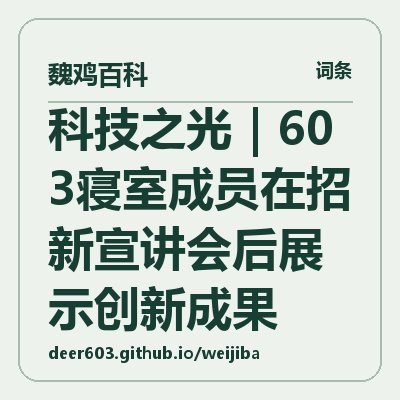 魏鸡百科
词条
科技之光｜60
3寝室成员在招
新宣讲会后展
示创新成果
deer603.github.io/weijiba